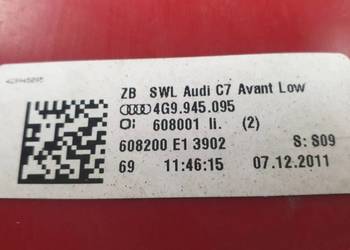 ZB SWL Audi C7 Avant Low
4G9.945.095
608001 li. (2)
608200 E1 3902 S: S09
69 11:46:15 07.12.2011